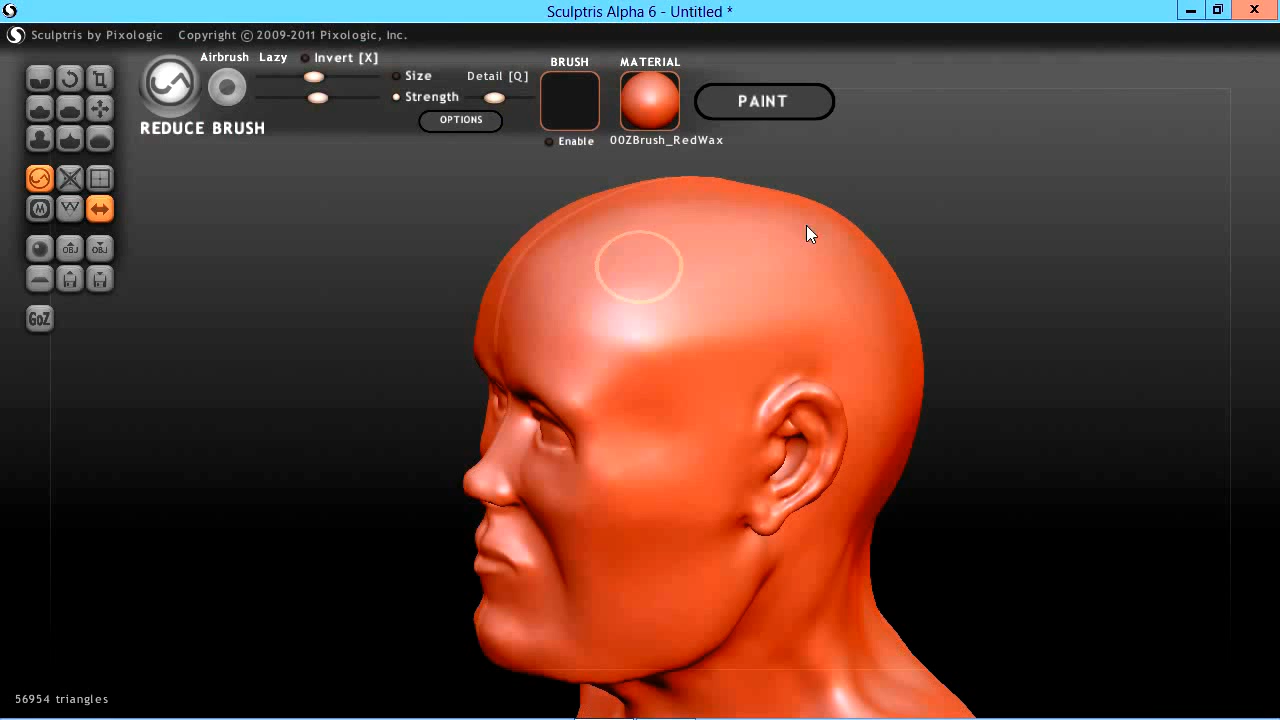 Sculptris Alpha 6 - Untitled *
Sculptris by Pixologic Copyright © 2009-2011 Pixologic, Inc.
Airbrush Lazy Invert [X]
Size Detail [Q]
Strength
OPTIONS
REDUCE BRUSH
BRUSH
Enable
MATERIAL
00ZBrush_RedWax
PAINT
M
OBJ OBJ
GoZ
56954 triangles